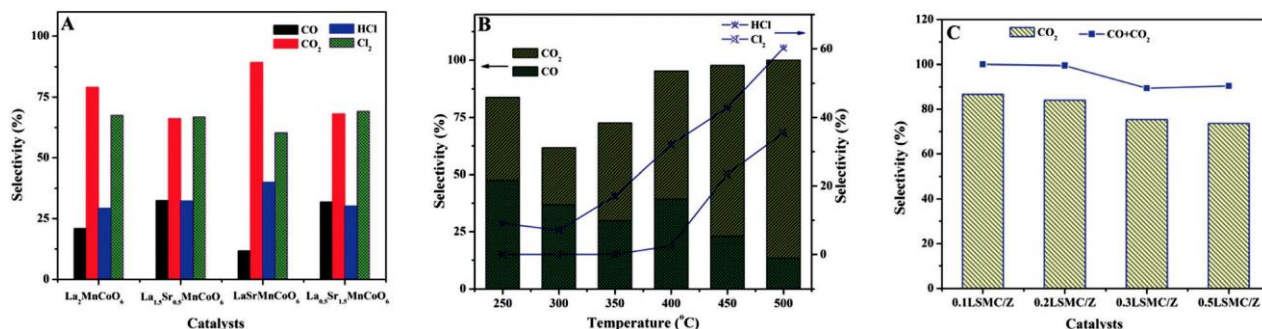 A
CO
HCl
CO2
Cl2
100
75
50
25
0
Selectivity (%)
La2MnCoO6
La1.5Sr0.5MnCoO6
LaSrMnCoO6
La0.5Sr1.5MnCoO6
Catalysts
B
HCl
Cl2
CO2
CO
100
75
50
25
0
Selectivity (%)
60
40
20
0
Selectivity (%)
250 300 350 400 450 500
Temperature (°C)
C
CO2
CO+CO2
120
100
80
60
40
20
0
Selectivity (%)
0.1LSMC/Z 0.2LSMC/Z 0.3LSMC/Z 0.5LSMC/Z
Catalysts